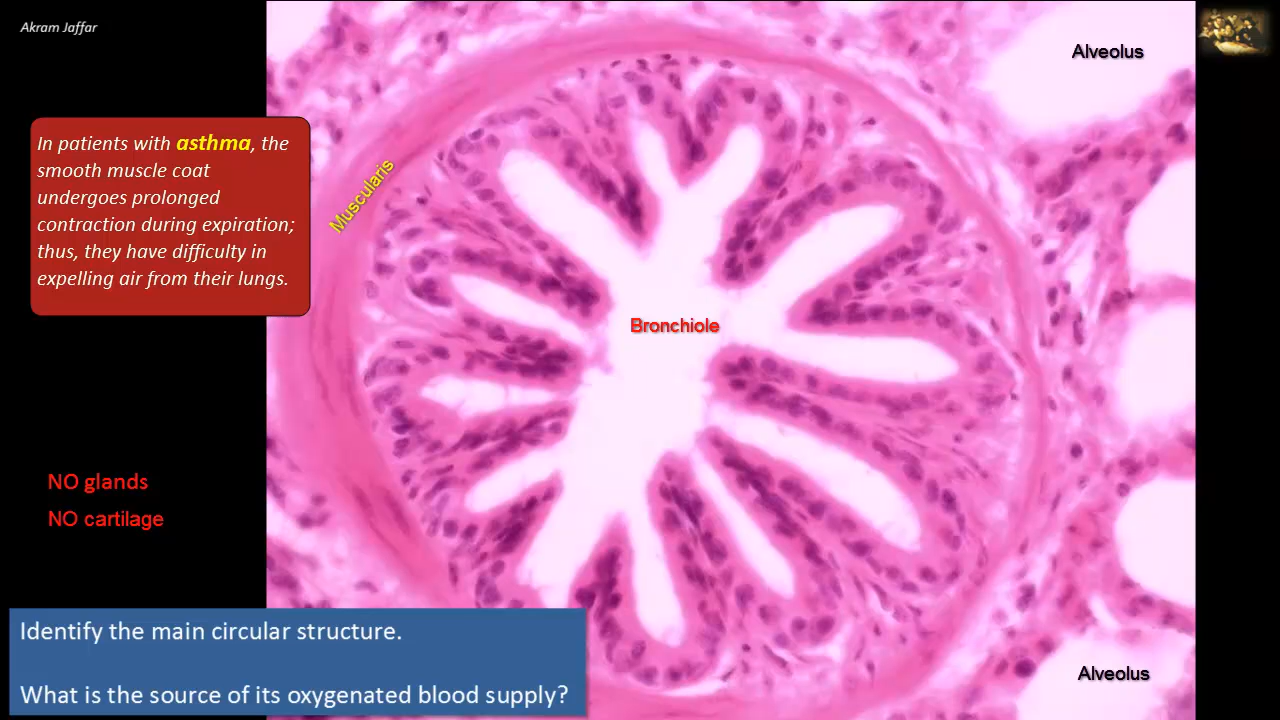 Akram Jaffar
Alveolus
In patients with asthma, the
smooth muscle coat
undergoes prolonged
contraction during expiration;
thus, they have difficulty in
expelling air from their lungs.
Muscularis
Bronchiole
NO glands
NO cartilage
Identify the main circular structure.
What is the source of its oxygenated blood supply?
Alveolus